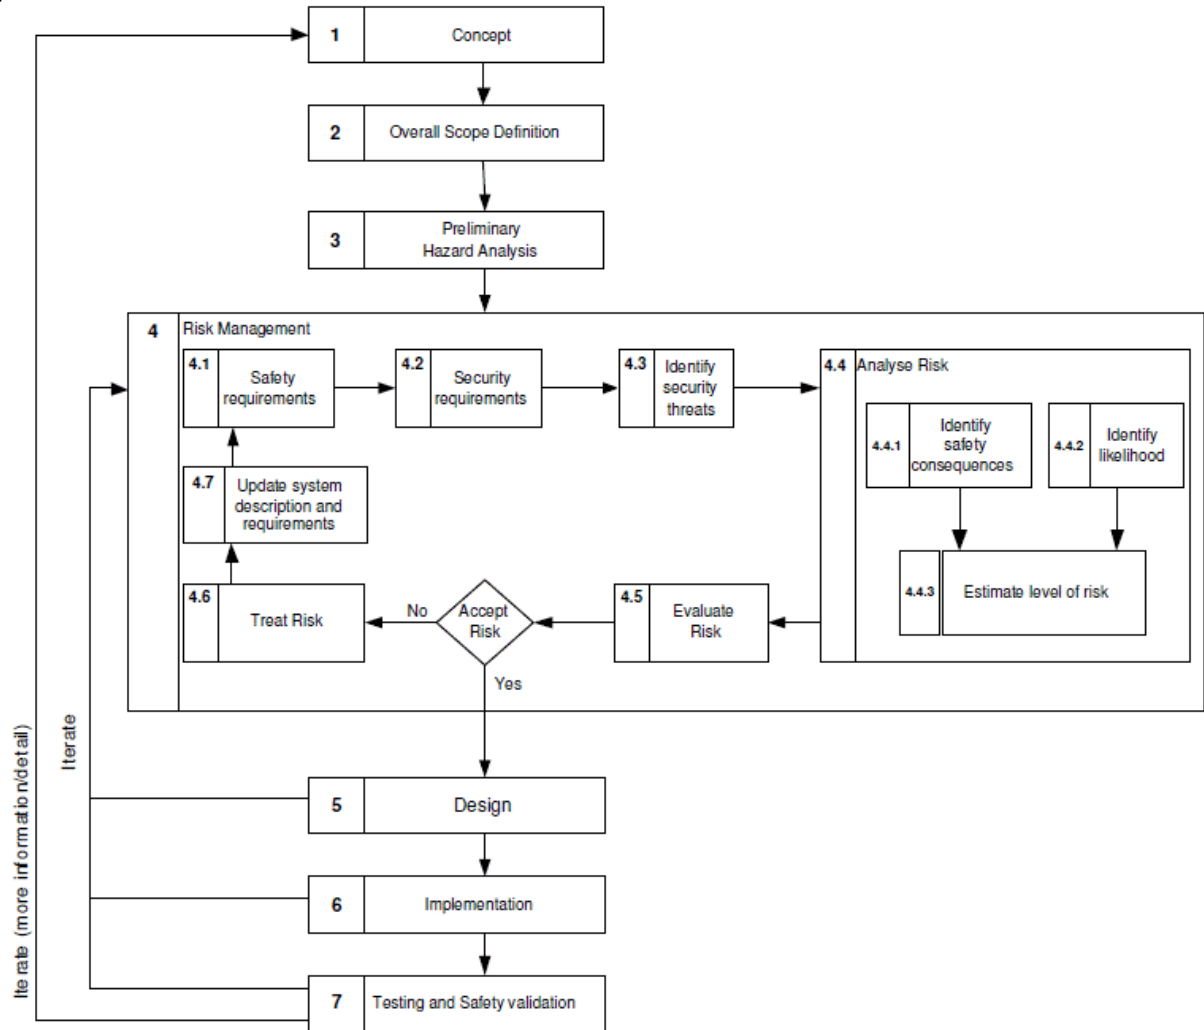 1
Concept
2
Overall Scope Definition
3
Preliminary
Hazard Analysis
4
Risk Management
4.1
Safety
requirements
4.2
Security
requirements
4.3
Identify
security
threats
4.4
Analyse Risk
4.4.1
Identify
safety
consequences
4.4.2
Identify
likelihood
4.7
Update system
description and
requirements
4.4.3
Estimate level of risk
4.6
Treat Risk
No
Accept
Risk
4.5
Evaluate
Risk
Yes
Iterate (more information/detail)
Iterate
5
Design
6
Implementation
7
Testing and Safety validation